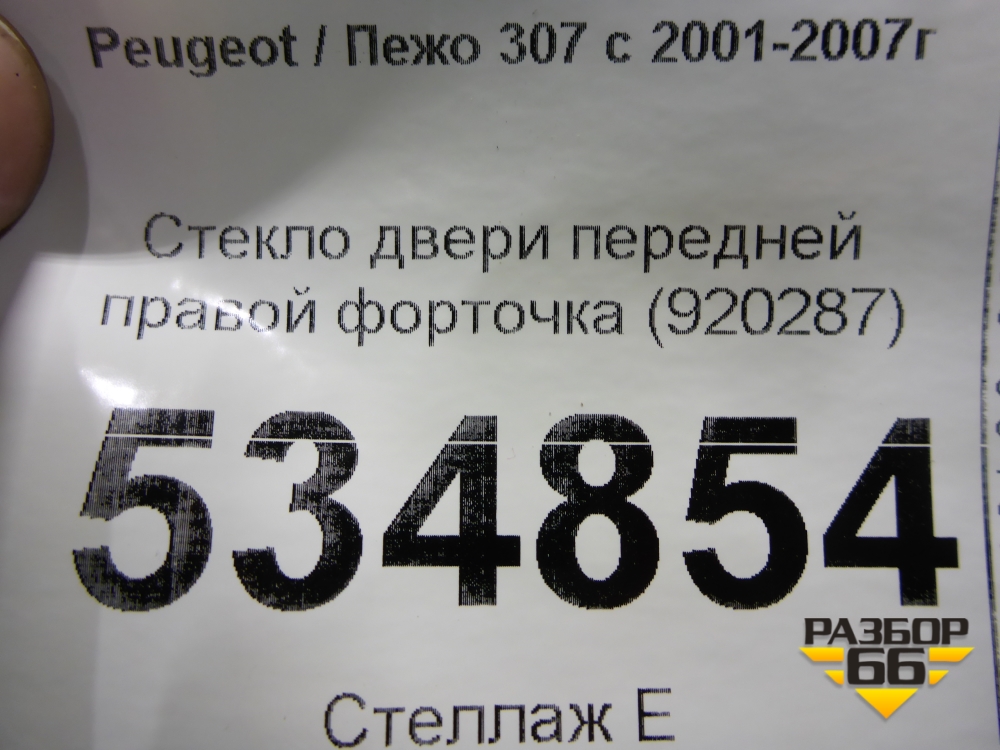 Peugeot / Пежо 307 с 2001-2007г
Стекло двери передней
правой форточка (920287)
534854
РАЗБОР
66
Стеллаж Е